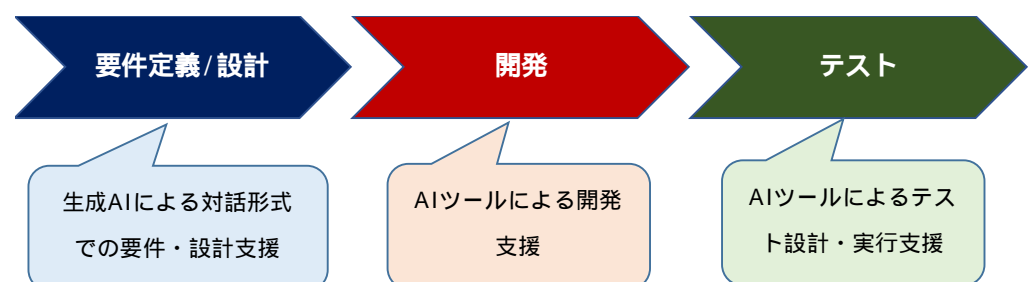 要件定義/設計
開発
テスト
生成AIによる対話形式
での要件・設計支援
AIツールによる開発
支援
AIツールによるテス
ト設計・実行支援